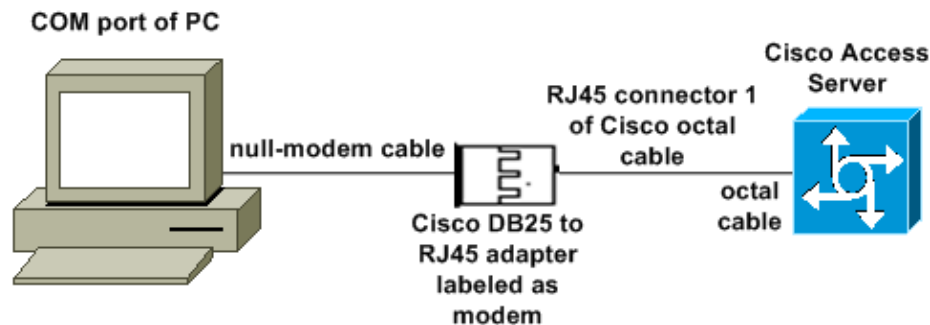 COM port of PC
null-modem cable
Cisco DB25 to
RJ45 adapter
labeled as
modem
RJ45 connector 1
of Cisco octal
cable
Cisco Access
Server
octal
cable